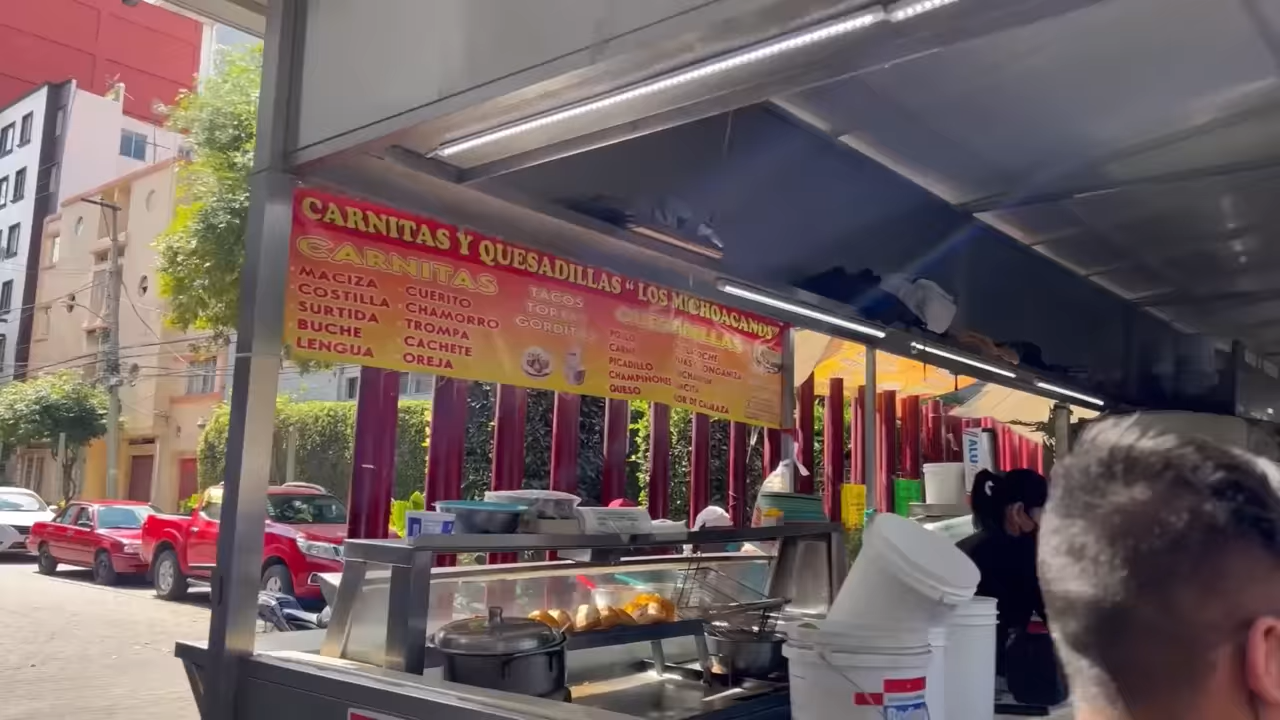 CARNITAS Y QUESADILLAS “ LOS MICHOACANOS”
CARNITAS
MACIZA
COSTILLA
SURTIDA
BUCHE
LENGUA
CUERITO
CHAMORRO
TROMPA
CACHETE
OREJA
TACOS
QUESADILLAS
POLLO
PICADILLO
CHAMPIÑONES
QUESO
ALU